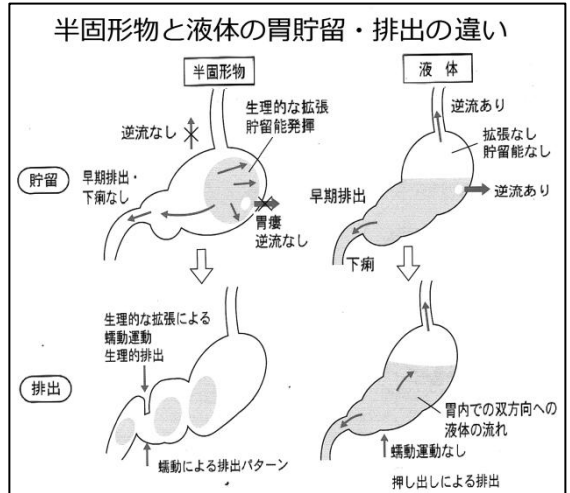 半固形物と液体の胃貯留・排出の違い
半固形物
液 体
逆流なし
生理的な拡張
貯留能発揮
逆流あり
拡張なし
貯留能なし
貯留
早期排出・
下痢なし
胃瘻
逆流なし
早期排出
逆流あり
下痢
生理的な拡張による
蠕動運動
生理的排出
排出
蠕動による排出パターン
胃内での双方向への
液体の流れ
蠕動運動なし
押し出しによる排出